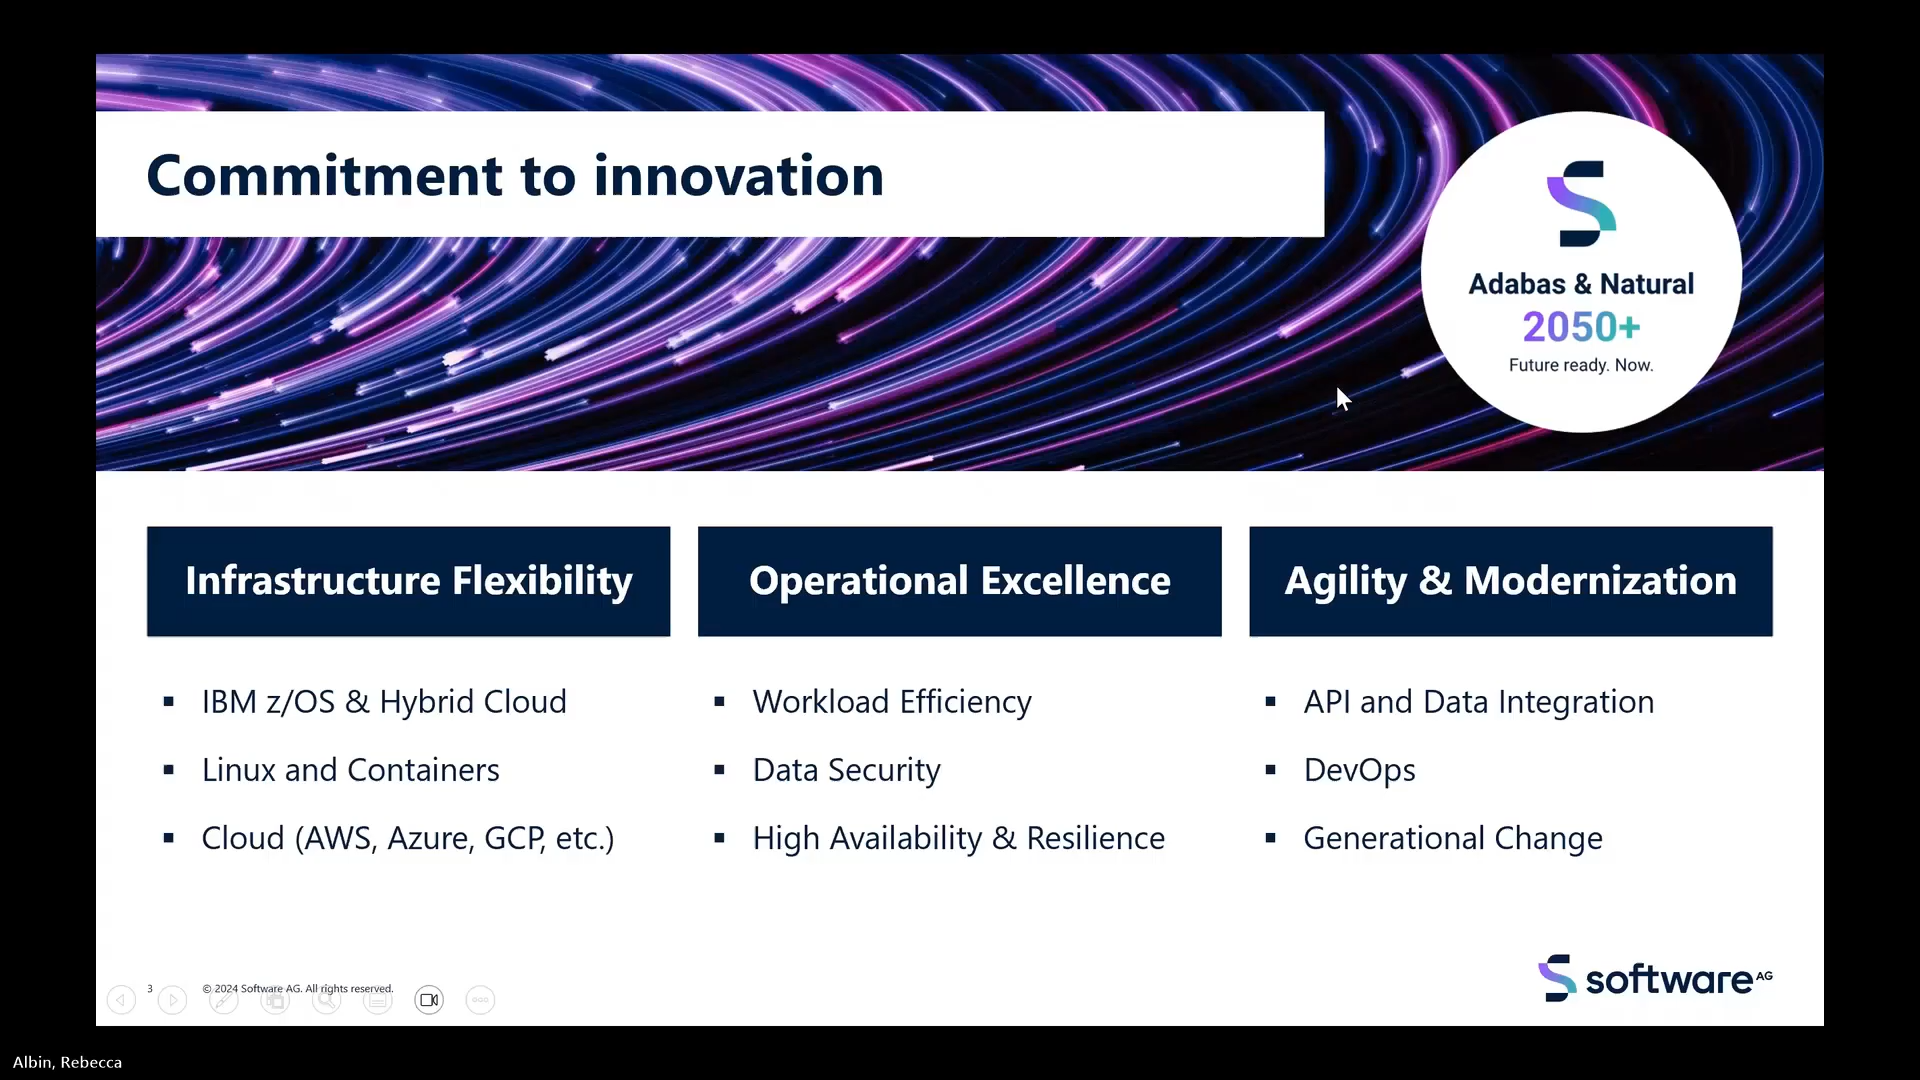 Commitment to innovation
Adabas & Natural
2050+
Future ready. Now.
Infrastructure Flexibility
▪ IBM z/OS & Hybrid Cloud
▪ Linux and Containers
▪ Cloud (AWS, Azure, GCP, etc.)
Operational Excellence
▪ Workload Efficiency
▪ Data Security
▪ High Availability & Resilience
Agility & Modernization
▪ API and Data Integration
▪ DevOps
▪ Generational Change
3
© 2024 Software AG. All rights reserved.
software AG
Albin, Rebecca